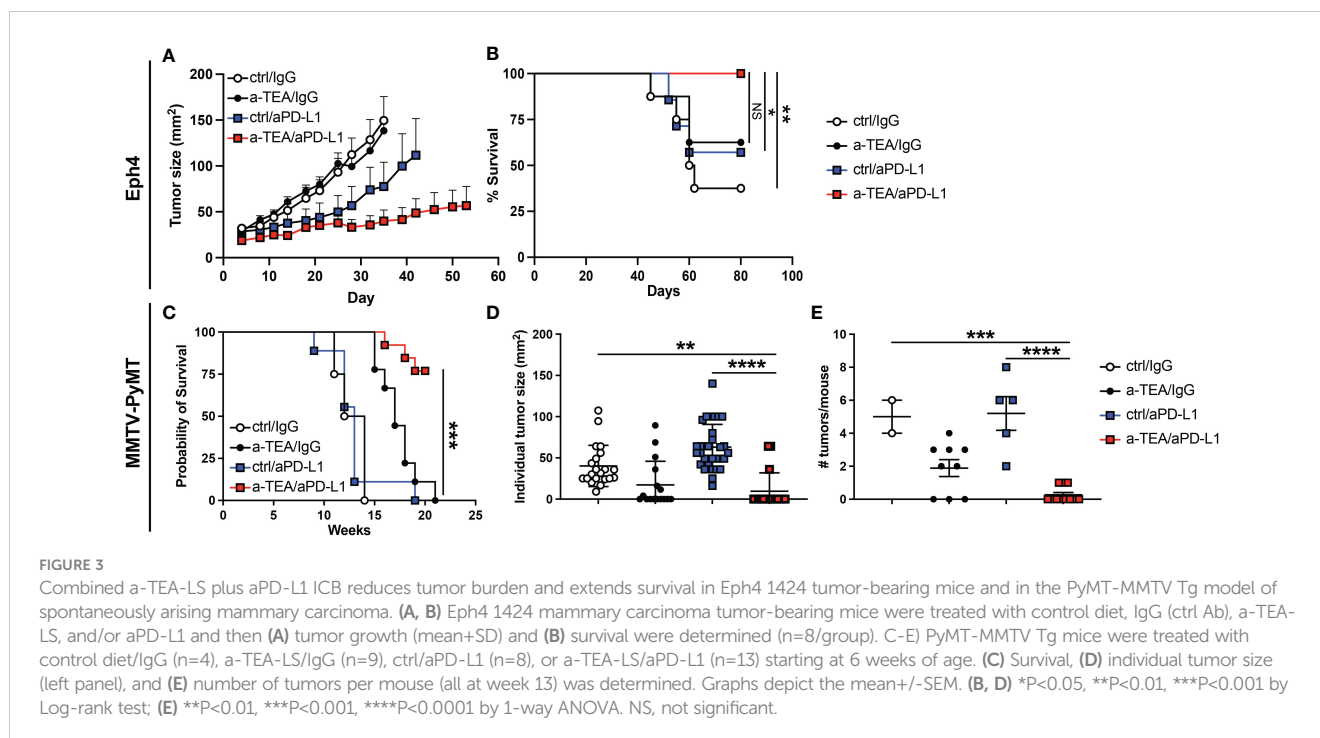 Eph4
A
Tumor size (mm²)
200
150
100
50
0
ctrl/IgG
a-TEA/IgG
ctrl/aPD-L1
a-TEA/aPD-L1
0 10 20 30 40 50 60
Day
B
% Survival
100
75
50
25
0
NS
*
***
0 20 40 60 80 100
Days
ctrl/IgG
a-TEA/IgG
ctrl/aPD-L1
a-TEA/aPD-L1
MMTV-PyMT
C
Probability of Survival
100
75
50
25
0
ctrl/IgG
a-TEA/IgG
ctrl/aPD-L1
a-TEA/aPD-L1
***
0 5 10 15 20 25
Weeks
D
Individual tumor size (mm²)
200
150
100
50
0
**
****
E
# tumors/mouse
10
8
6
4
2
0
***
****
ctrl/IgG
a-TEA/IgG
ctrl/aPD-L1
a-TEA/aPD-L1
FIGURE 3
Combined a-TEA-LS plus aPD-L1 ICB reduces tumor burden and extends survival in Eph4 1424 tumor-bearing mice and in the PyMT-MMTV Tg model of
spontaneously arising mammary carcinoma. (A, B) Eph4 1424 mammary carcinoma tumor-bearing mice were treated with control diet, IgG (ctrl Ab), a-TEA-
LS, and/or aPD-L1 and then (A) tumor growth (mean+SD) and (B) survival were determined (n=8/group). C-E) PyMT-MMTV Tg mice were treated with
control diet/IgG (n=4), a-TEA-LS/IgG (n=9), ctrl/aPD-L1 (n=8), or a-TEA-LS/aPD-L1 (n=13) starting at 6 weeks of age. (C) Survival, (D) individual tumor size
(left panel), and (E) number of tumors per mouse (all at week 13) was determined. Graphs depict the mean+/-SEM. (B, D) *P<0.05, **P<0.01, ***P<0.001 by
Log-rank test; (E) **P<0.01, ***P<0.001, ****P<0.0001 by 1-way ANOVA. NS, not significant.